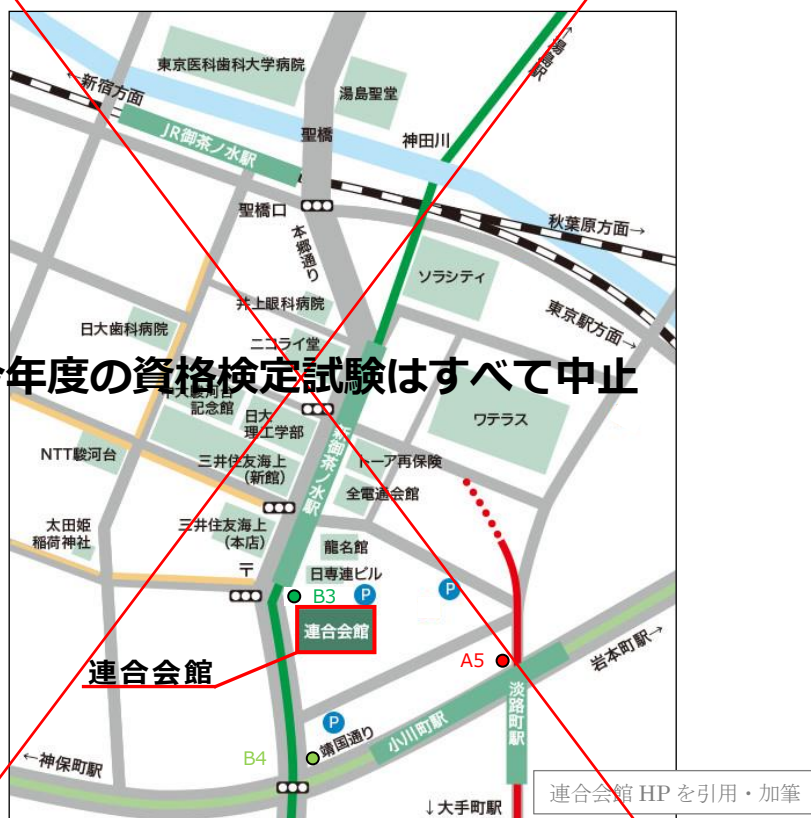 東京医科歯科大学病院
湯島聖堂
→湯島駅
←新宿方面
JR御茶ノ水駅
聖橋
神田川
聖橋口
本郷通り
秋葉原方面→
ソラシティ
東京駅方面→
井上眼科病院
日大歯科病院
ニコライ堂
年度の資格検定試験はすべて中止
記念館
日大
理工学部
ワテラス
新御茶ノ水駅
NTT駿河台
三井住友海上
(新館)
トーア再保険
全電通会館
太田姫
稲荷神社
三井住友海上
(本店)
龍名館
〒
日専連ビル
B3
P
P
連合会館
連合会館
A5
岩本町駅→
淡路町駅
小川町駅
P
靖国通り
B4
←神保町駅
↓大手町駅
連合会館 HP を引用・加筆